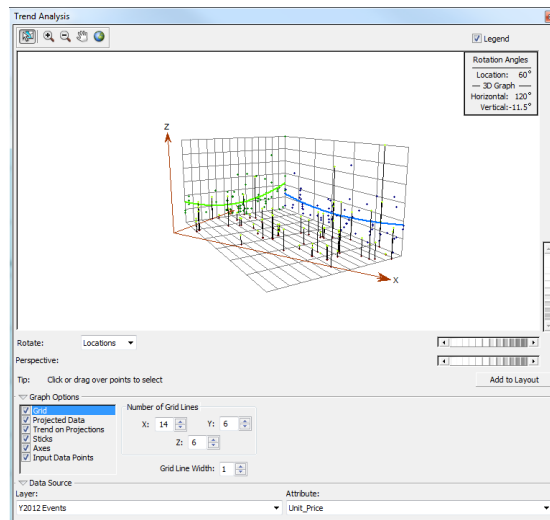 Trend Analysis
Legend
Rotation Angles
Location: 60°
3D Graph
Horizontal: 120°
Vertical:-11.5°
Z
X
Rotate: Locations
Perspective:
Tip: Click or drag over points to select
Add to Layout
Graph Options
Grid
Projected Data
Trend on Projections
Sticks
Axes
Input Data Points
Number of Grid Lines
X: 14 Y: 6
Z: 6
Grid Line Width: 1
Data Source
Layer: Attribute:
Y2012 Events Unit_Price